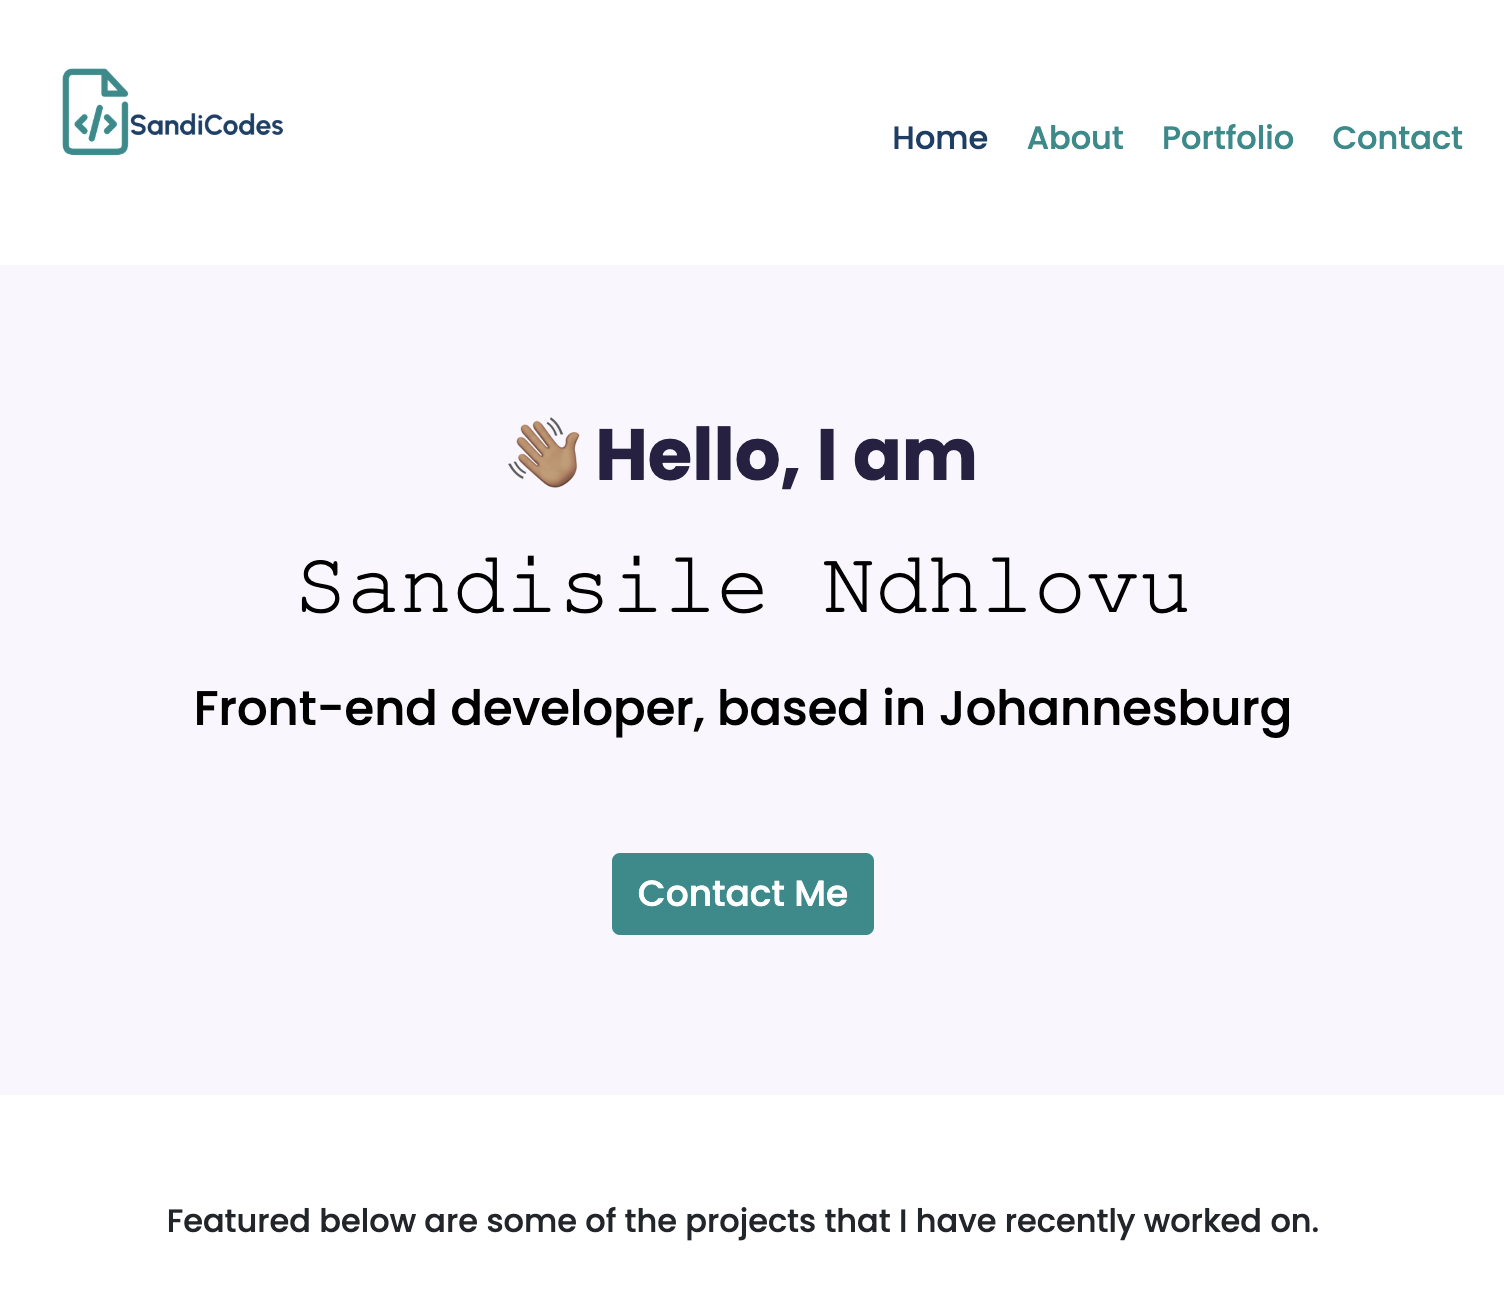 </>
SandiCodes
Home About Portfolio Contact
👋🏽 Hello, I am
Sandisile Ndhlovu
Front-end developer, based in Johannesburg
Contact Me
Featured below are some of the projects that I have recently worked on.